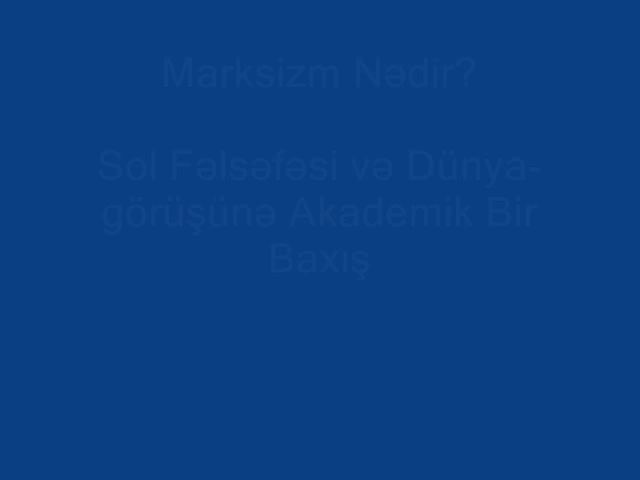 Marksizm Nədir?
Sol Fəlsəfəsi və Dünya-
görüşünə Akademik Bir
Baxış